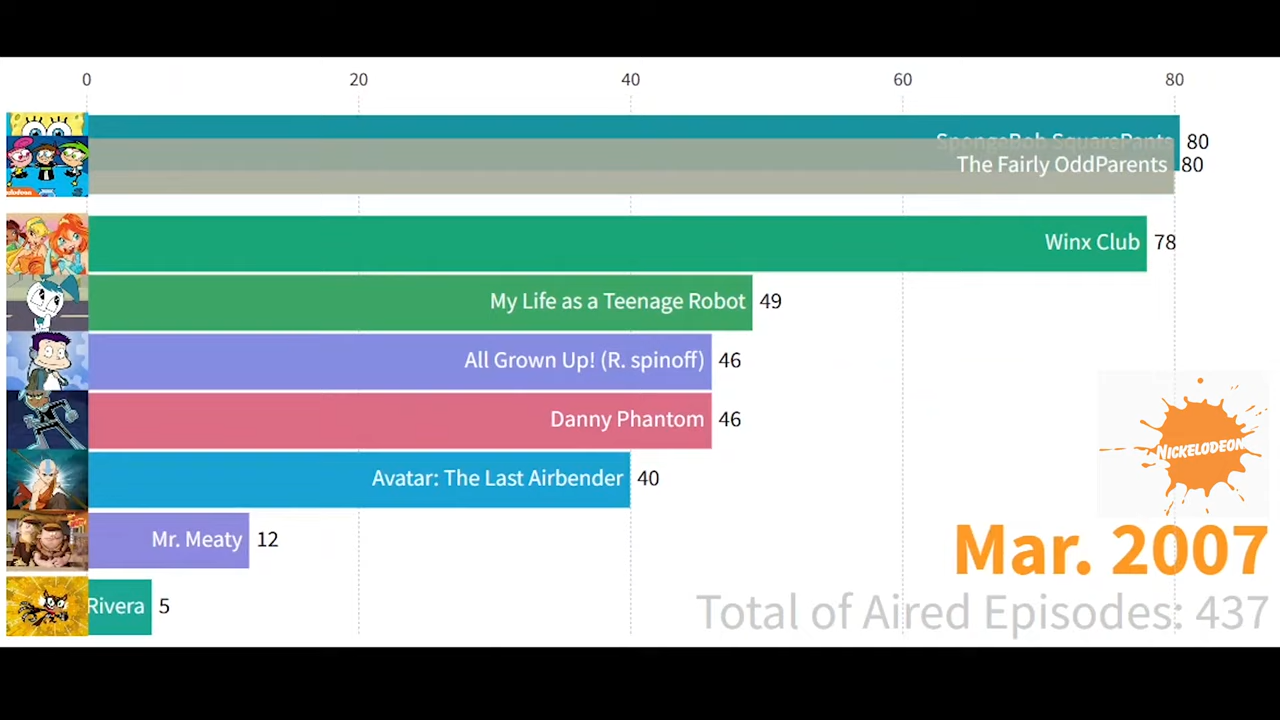 0 20 40 60 80
SpongeBob SquarePants 80
The Fairly OddParents 80
Winx Club 78
My Life as a Teenage Robot 49
All Grown Up! (R. spinoff) 46
Danny Phantom 46
Avatar: The Last Airbender 40
NICKELODEON
Mr. Meaty 12
Mar. 2007
Rivera 5
Total of Aired Episodes: 437